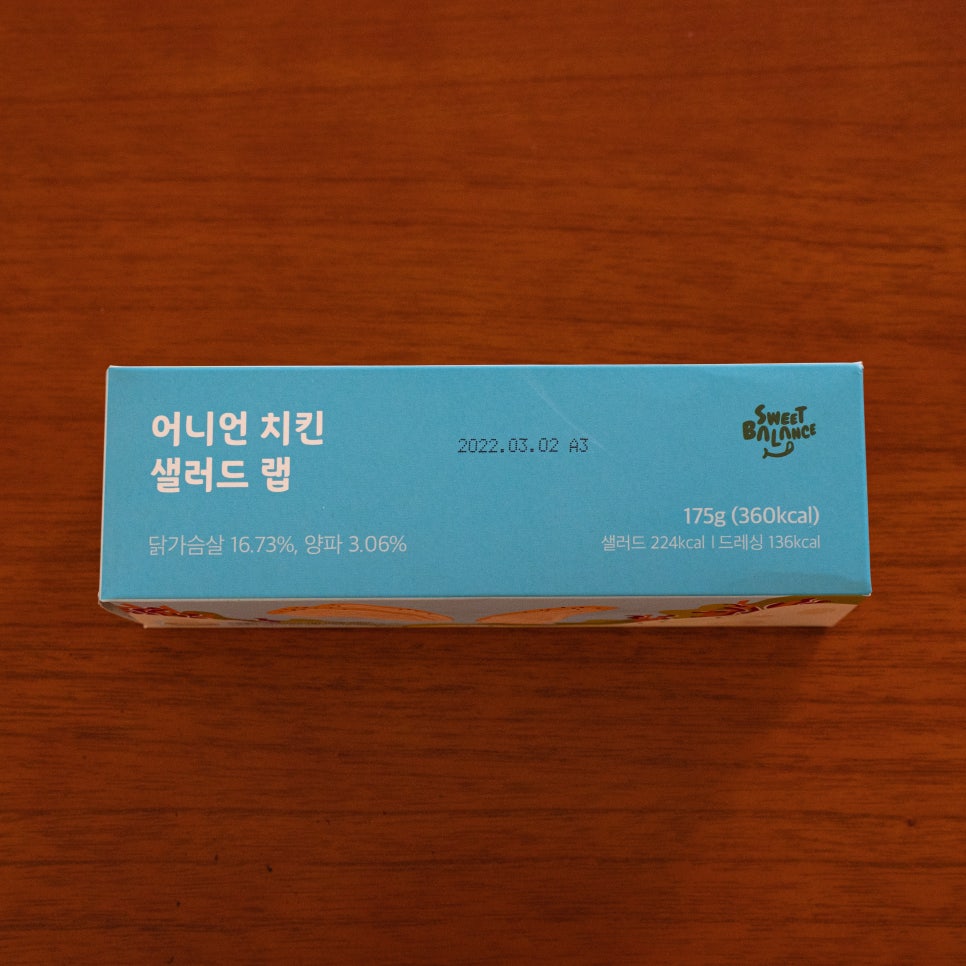 어니언 치킨
샐러드 랩
2022.03.02 A3
SWEET
BALANCE
175g (360kcal)
닭가슴살 16.73%, 양파 3.06%
샐러드 224kcal | 드레싱 136kcal